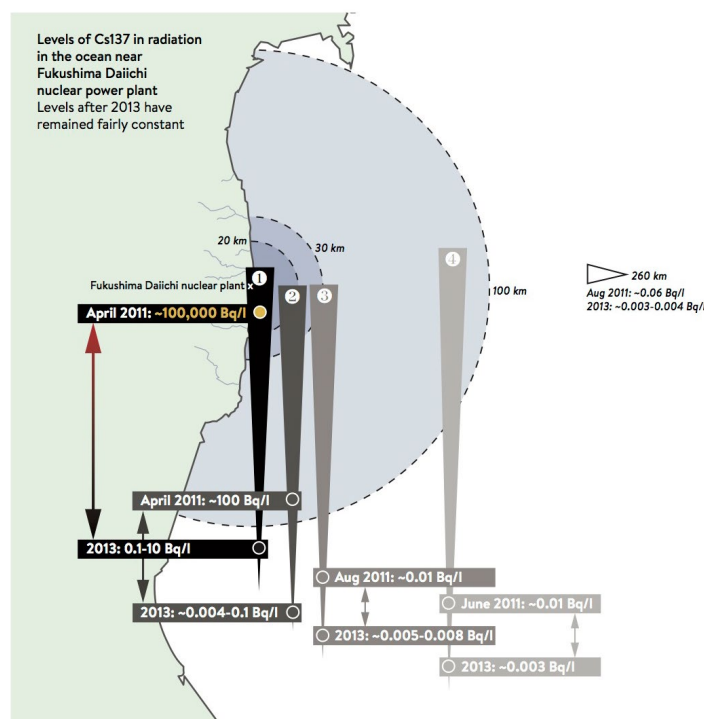 Levels of Cs137 in radiation
in the ocean near
Fukushima Daiichi
nuclear power plant
Levels after 2013 have
remained fairly constant
20 km
30 km
1
4
260 km
Fukushima Daiichi nuclear plant x
2
3
100 km
Aug 2011: ~0.06 Bq/l
2013: ~0.003-0.004 Bq/l
April 2011: ~100,000 Bq/l
April 2011: ~100 Bq/l
2013: 0.1-10 Bq/l
Aug 2011: ~0.01 Bq/l
June 2011: ~0.01 Bq/l
2013: ~0.004-0.1 Bq/l
2013: ~0.005-0.008 Bq/l
2013: ~0.003 Bq/l